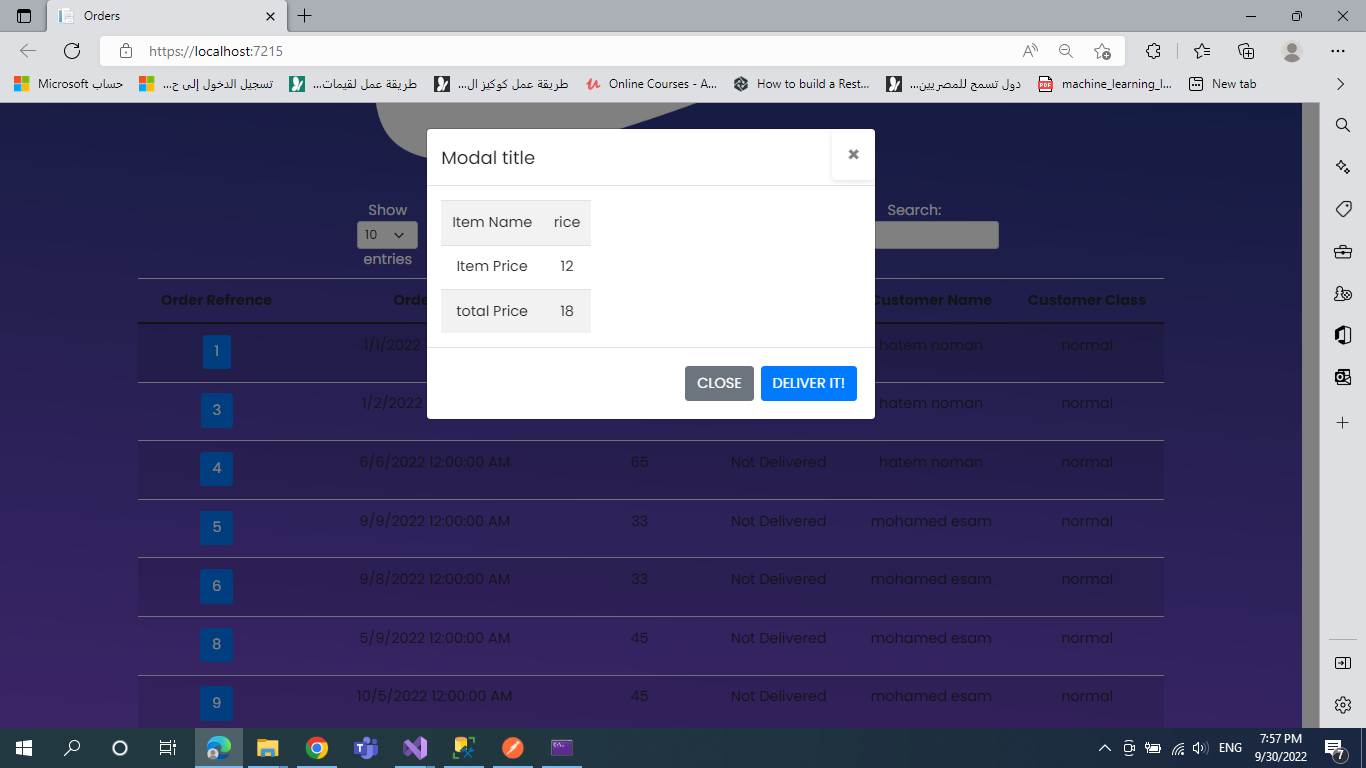 Orders
https://localhost:7215
Microsoft حساب
تسجيل الدخول إلى ح...
طريقة عمل لقيمات...
طريقة عمل كوكيز ال...
Online Courses - A...
How to build a Rest...
دول تسمح للمصريين...
machine_learning_l...
New tab
Modal title
Item Name rice
Item Price 12
total Price 18
CLOSE DELIVER IT!
Show
10
entries
Search:
Order Refrence Customer Class
1 1/1/2022 hatem noman normal
3 1/2/2022 hatem noman normal
4 6/6/2022 12:00:00 AM 65 Not Delivered hatem noman normal
5 9/9/2022 12:00:00 AM 33 Not Delivered mohamed esam normal
6 9/8/2022 12:00:00 AM 33 Not Delivered mohamed esam normal
8 5/9/2022 12:00:00 AM 45 Not Delivered mohamed esam normal
9 10/5/2022 12:00:00 AM 45 Not Delivered mohamed esam normal
ENG
7:57 PM
9/30/2022
7